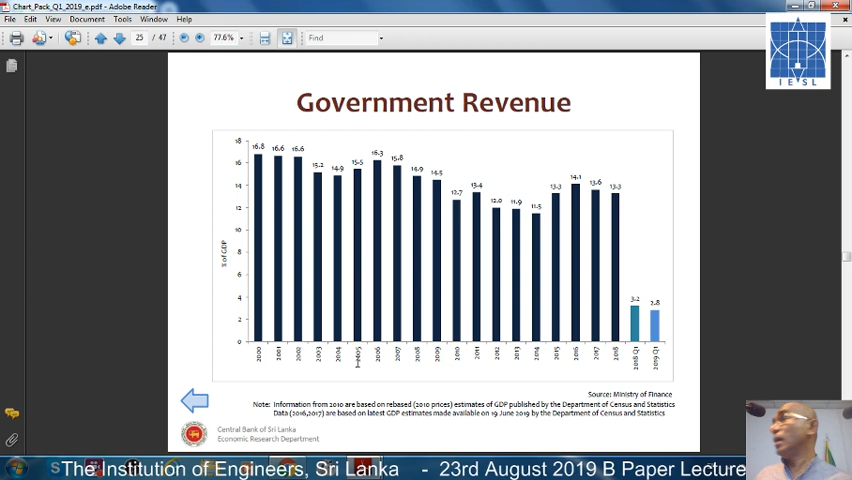 Chart_Pack_Q1_2019_e.pdf - Adobe Reader
File Edit View Document Tools Window Help
25 / 47 77.6% Find
IESL
Government Revenue
% of GDP
18
16
14
12
10
8
6
4
2
0
16.8 16.6 16.6 15.2 14.9 15.5 16.3 15.8 14.9 14.5 12.7 13.4 12.0 11.9 11.5 13.3 14.1 13.6 13.3 3.2 2.8
2000 2001 2002 2003 2004 2006 2007 2008 2009 2010 2011 2012 2013 2014 2015 2016 2017 2018 2018 Q1 2019 Q1
Source: Ministry of Finance
Note: Information from 2010 are based on rebased (2010 prices) estimates of GDP published by the Department of Census and Statistics
Data (2016,2017) are based on latest GDP estimates made available on 19 June 2019 by the Department of Census and Statistics
Central Bank of Sri Lanka
Economic Research Department
The Institution of Engineers, Sri Lanka - 23rd August 2019 B Paper Lecture